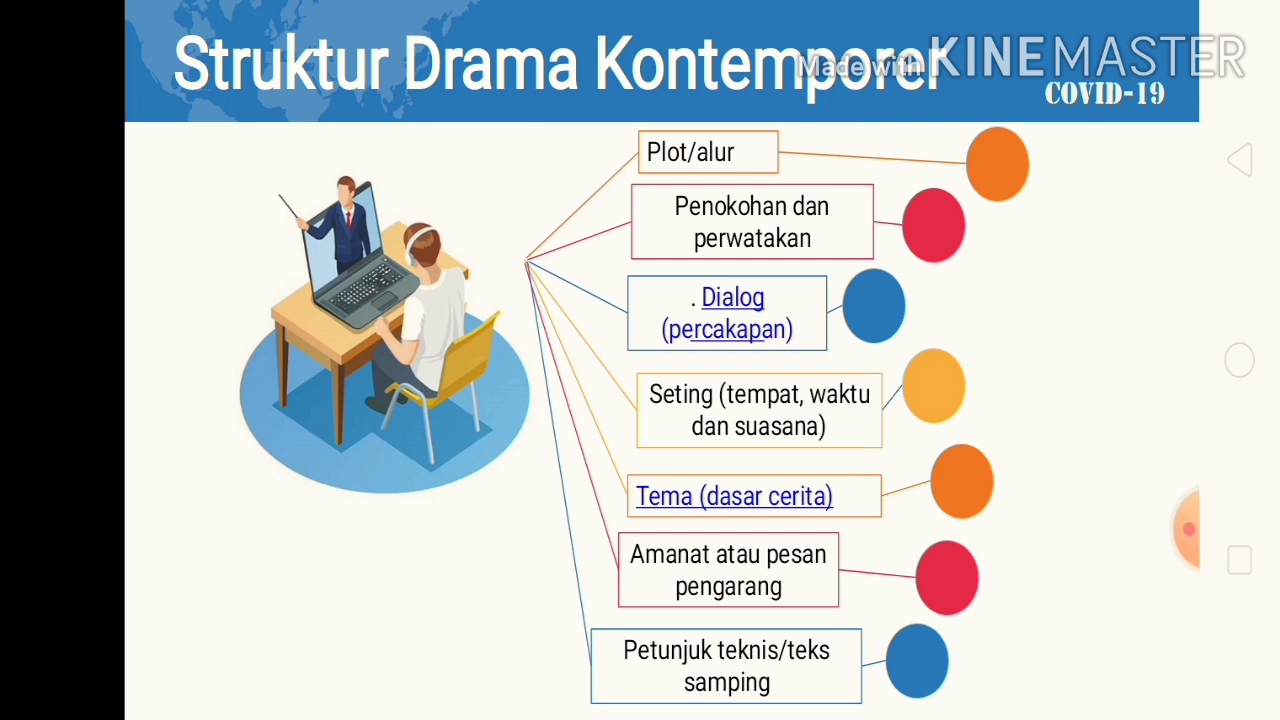 Struktur Drama Kontemporer
Made with KINEMASTER
COVID-19
Plot/alur
Penokohan dan
perwatakan
. Dialog
(percakapan)
Seting (tempat, waktu
dan suasana)
Tema (dasar cerita)
Amanat atau pesan
pengarang
Petunjuk teknis/teks
samping